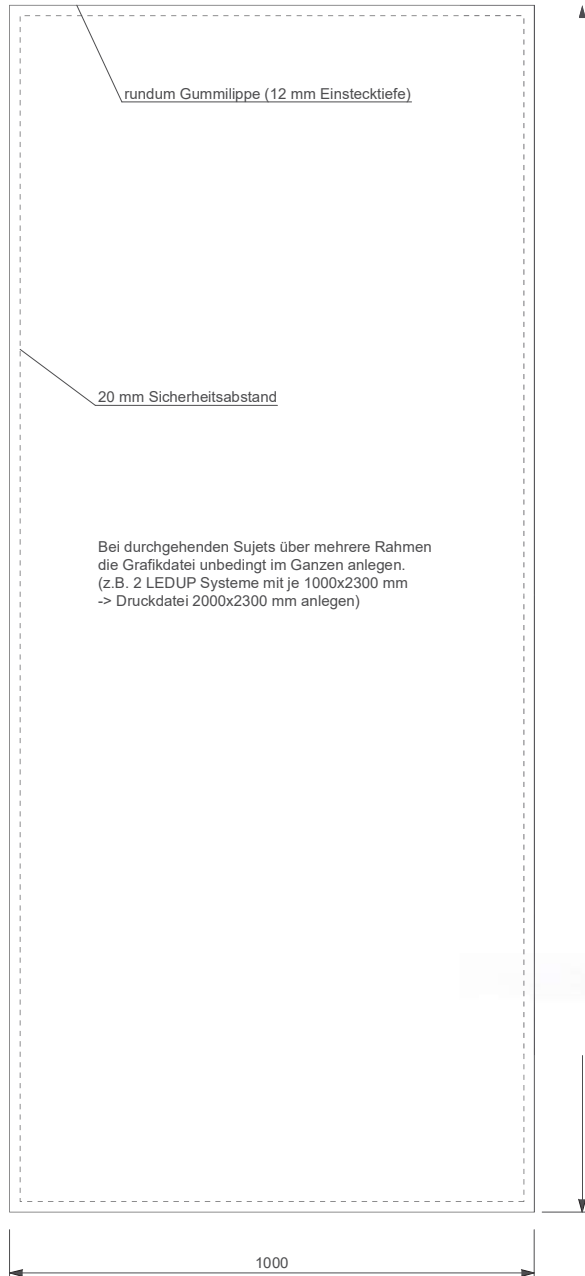 rundum Gummilippe (12 mm Einstecktiefe)
20 mm Sicherheitsabstand
Bei durchgehenden Sujets über mehrere Rahmen
die Grafikdatei unbedingt im Ganzen anlegen.
(z.B. 2 LEDUP Systeme mit je 1000x2300 mm
-> Druckdatei 2000x2300 mm anlegen)
1000